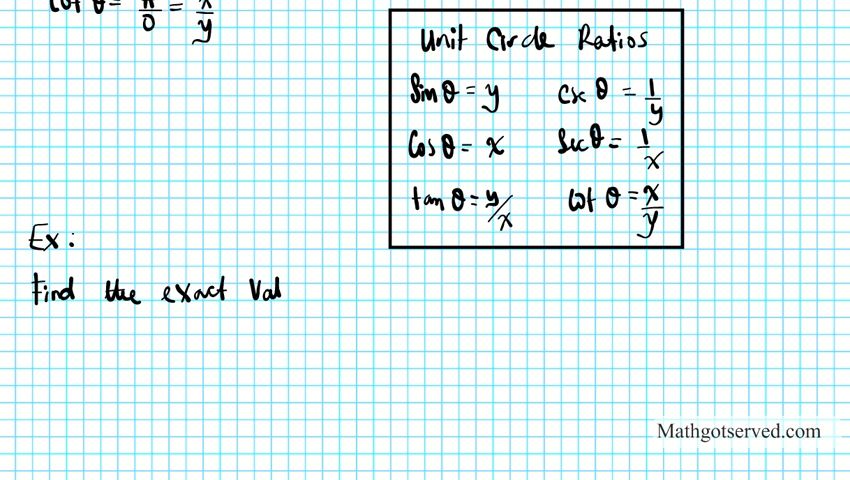 cot θ = x/y
Unit Circle Ratios
Sin θ = y csc θ = 1/y
Cos θ = x Sec θ = 1/x
tan θ = y/x cot θ = x/y
Ex:
Find the exact Val
Mathgotserved.com